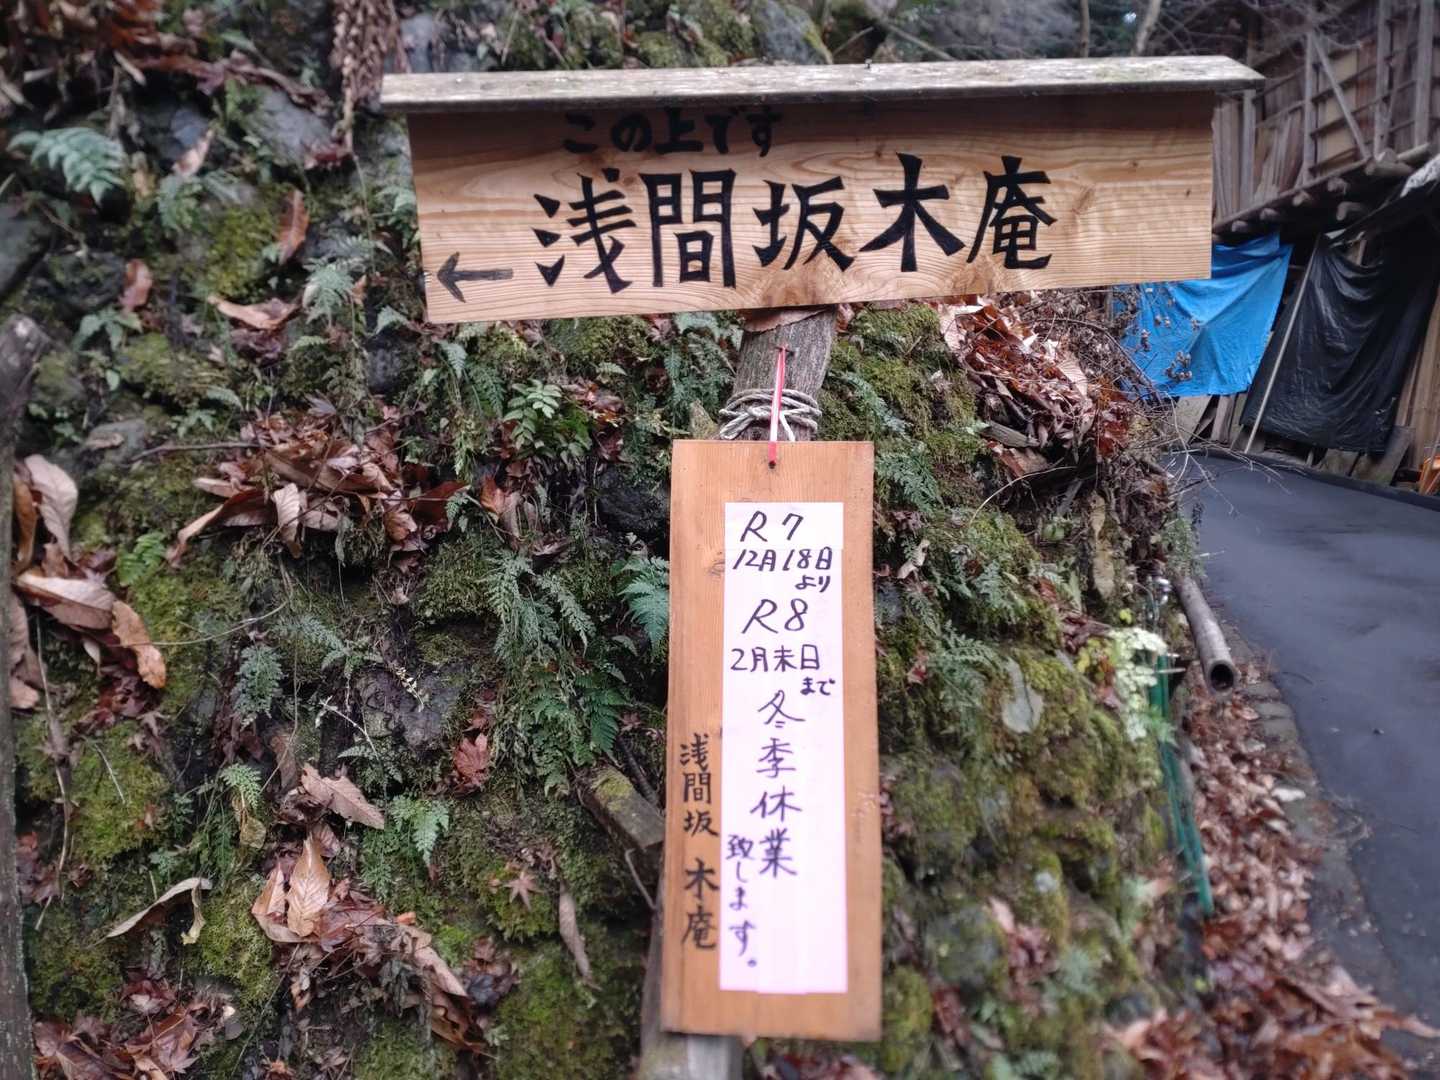 この上です
浅間坂木庵
←
R7
12月18日
より
R8
2月末日
まで
冬季休業
致します。
浅間坂 木庵